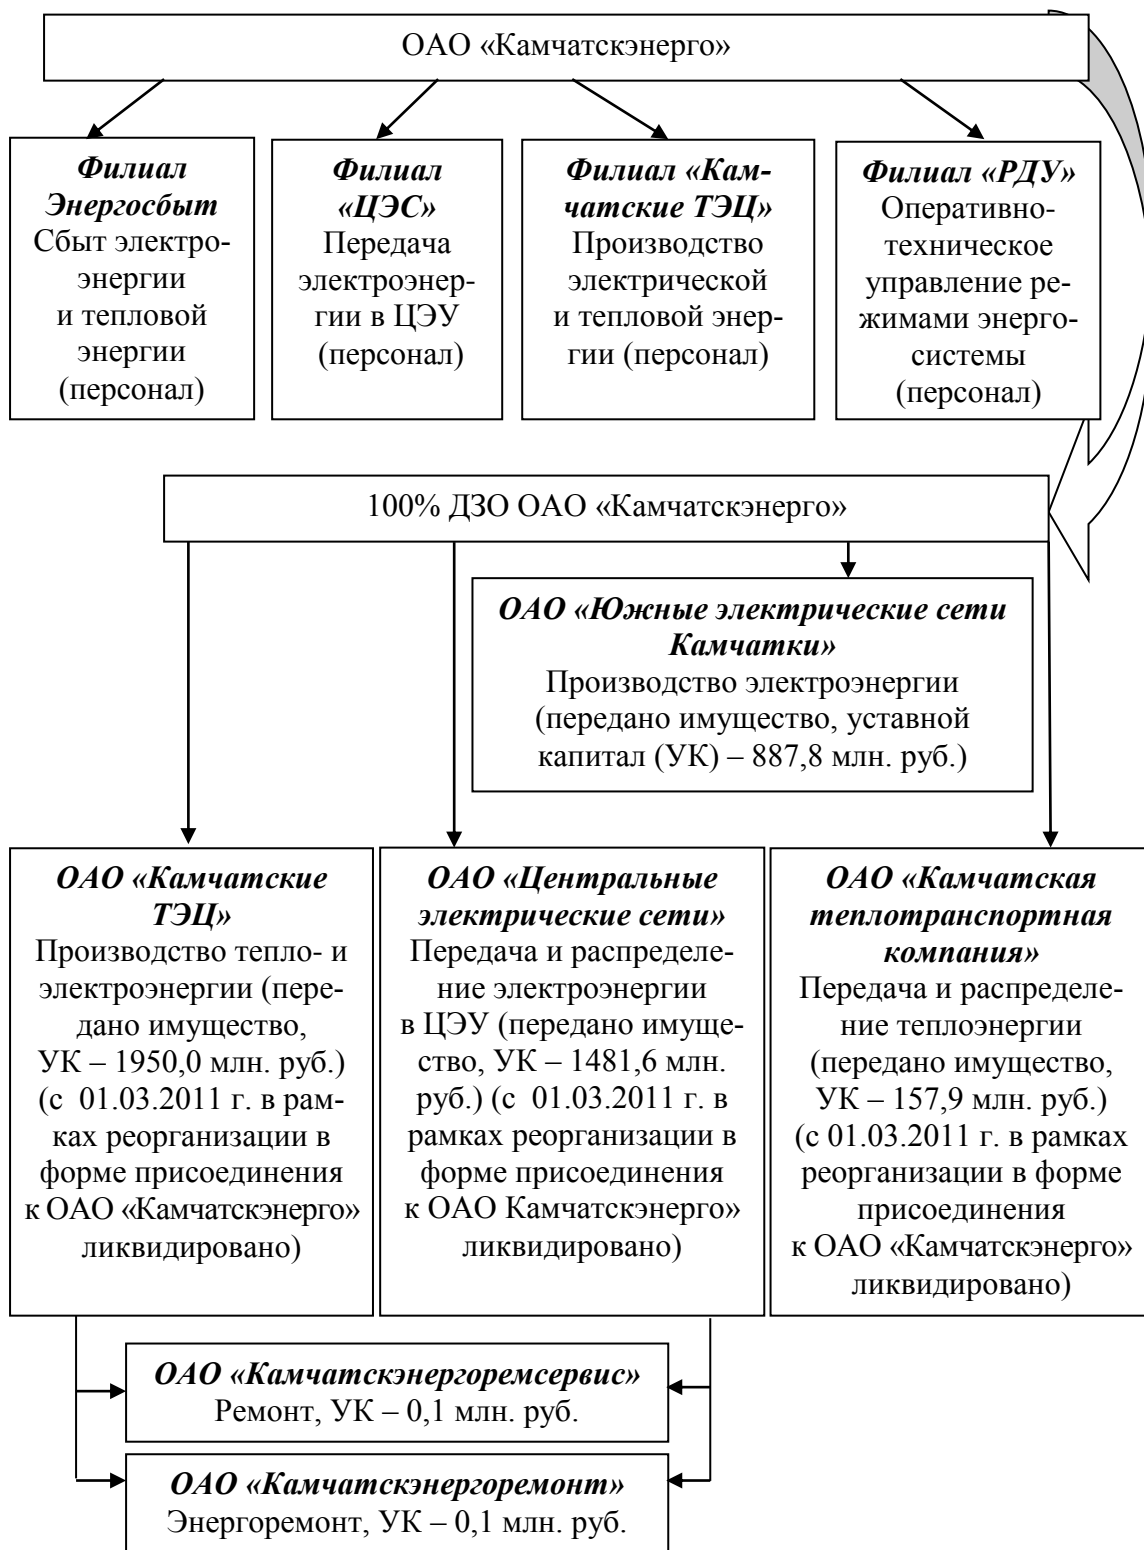 ОАО «Камчатскэнерго»
Филиал
Энергосбыт
Сбыт электро-
энергии
и тепловой
энергии
(персонал)
Филиал
«ЦЭС»
Передача
электроэнер-
гии в ЦЭУ
(персонал)
Филиал «Кам-
чатские ТЭЦ»
Производство
электрической
и тепловой энер-
гии (персонал)
Филиал «РДУ»
Оперативно-
техническое
управление ре-
жимами энерго-
системы
(персонал)
100% ДЗО ОАО «Камчатскэнерго»
ОАО «Южные электрические сети
Камчатки»
Производство электроэнергии
(передано имущество, уставной
капитал (УК) – 887,8 млн. руб.)
ОАО «Камчатские
ТЭЦ»
Производство тепло- и
электроэнергии (пере-
дано имущество,
УК – 1950,0 млн. руб.)
(с 01.03.2011 г. в рам-
ках реорганизации в
форме присоединения
к ОАО «Камчатскэнерго»
ликвидировано)
ОАО «Центральные
электрические сети»
Передача и распределе-
ние электроэнергии
в ЦЭУ (передано имуще-
ство, УК – 1481,6 млн.
руб.) (с 01.03.2011 г. в
рамках реорганизации в
форме присоединения
к ОАО Камчатскэнерго»
ликвидировано)
ОАО «Камчатская
теплотранспортная
компания»
Передача и распределе-
ние теплоэнергии
(передано имущество,
УК – 157,9 млн. руб.)
(с 01.03.2011 г. в рамках
реорганизации в форме
присоединения
к ОАО «Камчатскэнерго»
ликвидировано)
ОАО «Камчатскэнергоремсервис»
Ремонт, УК – 0,1 млн. руб.
ОАО «Камчатскэнергоремонт»
Энергоремонт, УК – 0,1 млн. руб.